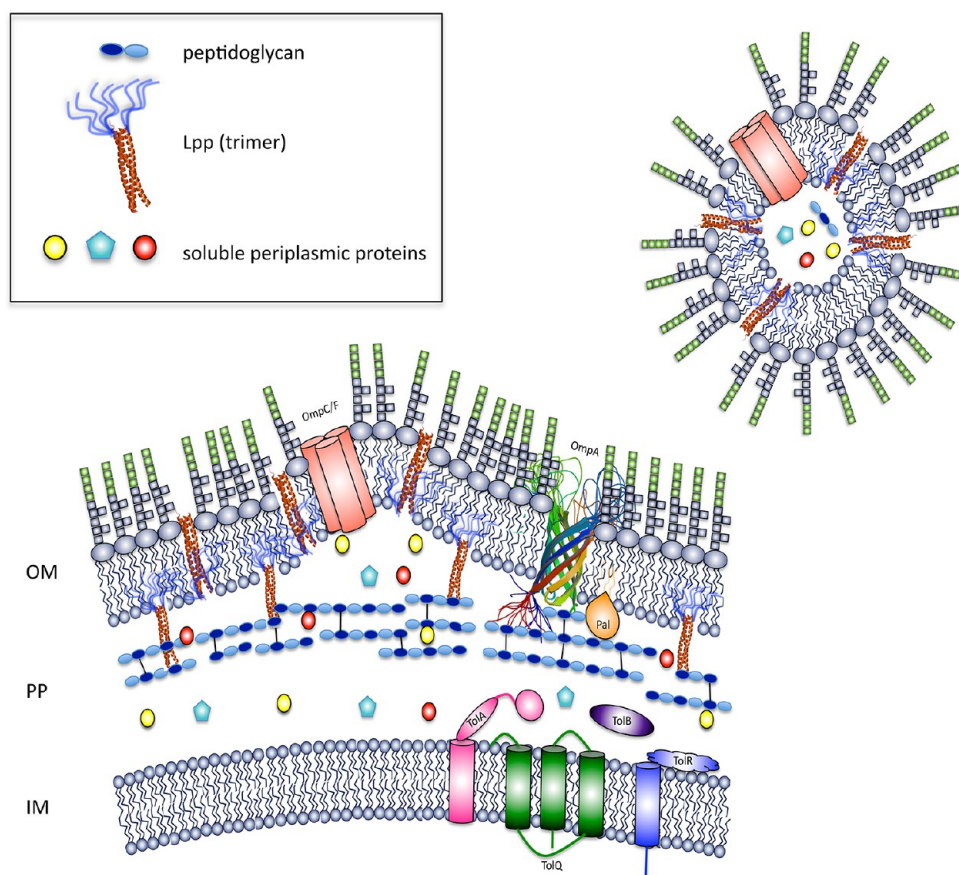 peptidoglycan
Lpp (trimer)
soluble periplasmic proteins
OmpC/F
OmpA
OM
Pal
PP
TolA
TolB
TolR
IM
TolQ